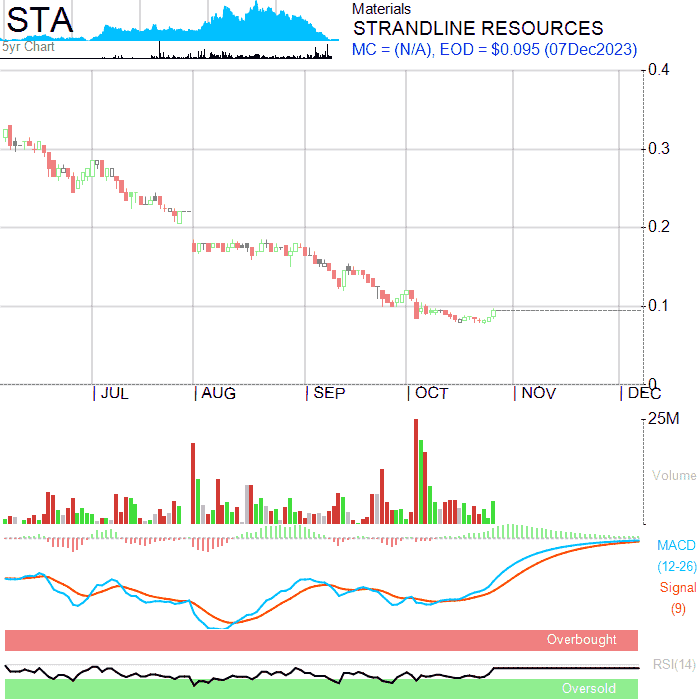 STA
5yr Chart
Materials
STRANDLINE RESOURCES
MC = (N/A), EOD = $0.095 (07Dec2023)
0.4
0.3
0.2
0.1
0
JUL AUG SEP OCT NOV DEC
25M
Volume
MACD
(12-26)
Signal
(9)
Overbought
RSI(14)
Oversold